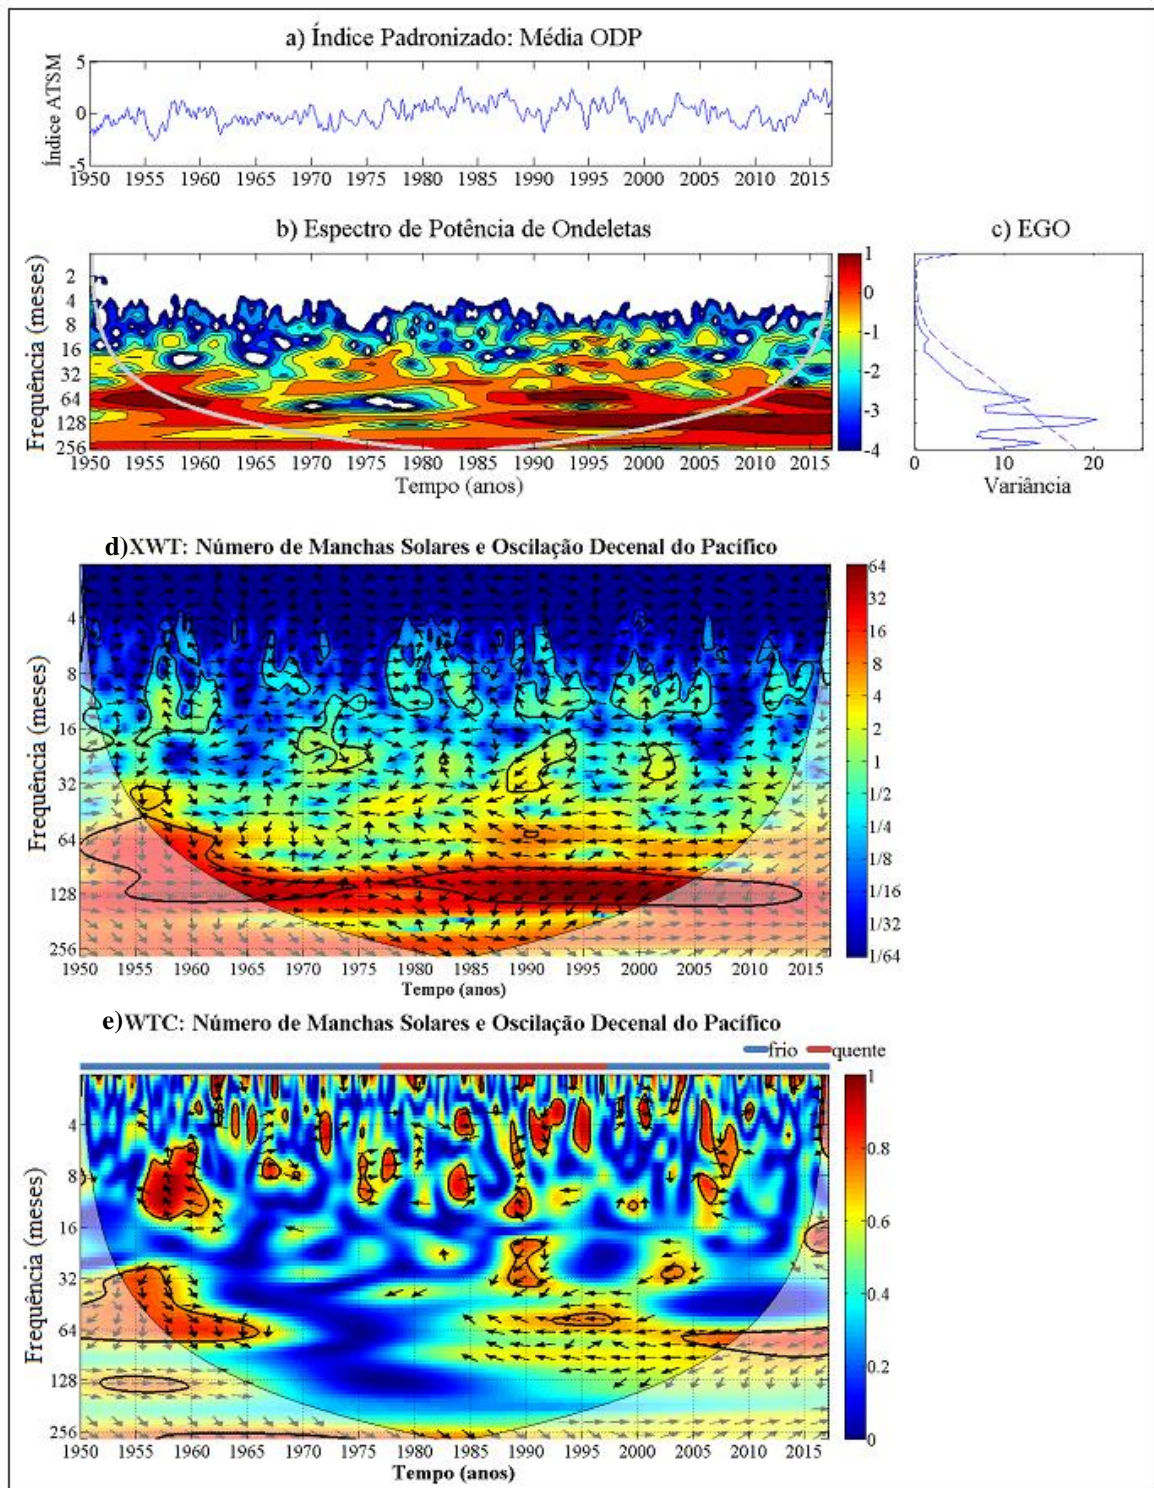 a) Índice Padronizado: Média ODP
Índice ATSM
5
0
-5
1950 1955 1960 1965 1970 1975 1980 1985 1990 1995 2000 2005 2010 2015
b) Espectro de Potência de Ondeletas
Frequência (meses)
2
4
8
16
32
64
128
256
1950 1955 1960 1965 1970 1975 1980 1985 1990 1995 2000 2005 2010 2015
Tempo (anos)
1
0
-1
-2
-3
-4
c) EGO
0 10 20
Variância
d)XWT: Número de Manchas Solares e Oscilação Decenal do Pacífico
Frequência (meses)
4
8
16
32
64
128
256
1950 1955 1960 1965 1970 1975 1980 1985 1990 1995 2000 2005 2010 2015
Tempo (anos)
64
32
16
8
4
2
1
1/2
1/4
1/8
1/16
1/32
1/64
e)WTC: Número de Manchas Solares e Oscilação Decenal do Pacífico
frio quente
Frequência (meses)
4
8
16
32
64
128
256
1950 1955 1960 1965 1970 1975 1980 1985 1990 1995 2000 2005 2010 2015
Tempo (anos)
1
0.8
0.6
0.4
0.2
0